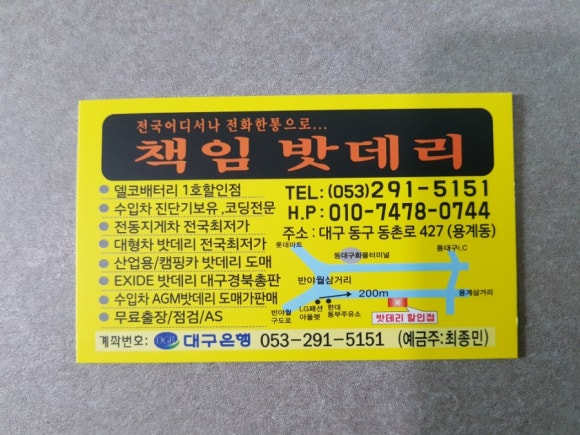 전국어디서나 전화한통으로...
책임 밧데리
델코배터리 1호할인점
수입차 진단기보유 ,코딩전문
전동지게차 전국최저가
대형차 밧데리 전국최저가
산업용/캠핑카 밧데리 도매
EXIDE 밧데리 대구경북총판
수입차 AGM밧데리 도매가판매
무료출장/점검/AS
TEL: (053)291-5151
H.P : 010-7478-0744
주소 : 대구 동구 동촌로 427 (용계동)
롯데마트
동대구화물터미널
동대구I.C
반야월삼거리
200m
용계삼거리
반야월
구도로
LG패션
아울렛
현대
동부주유소
밧데리 할인점
계좌번호: DGB 대구은행 053-291-5151 (예금주:최종민)